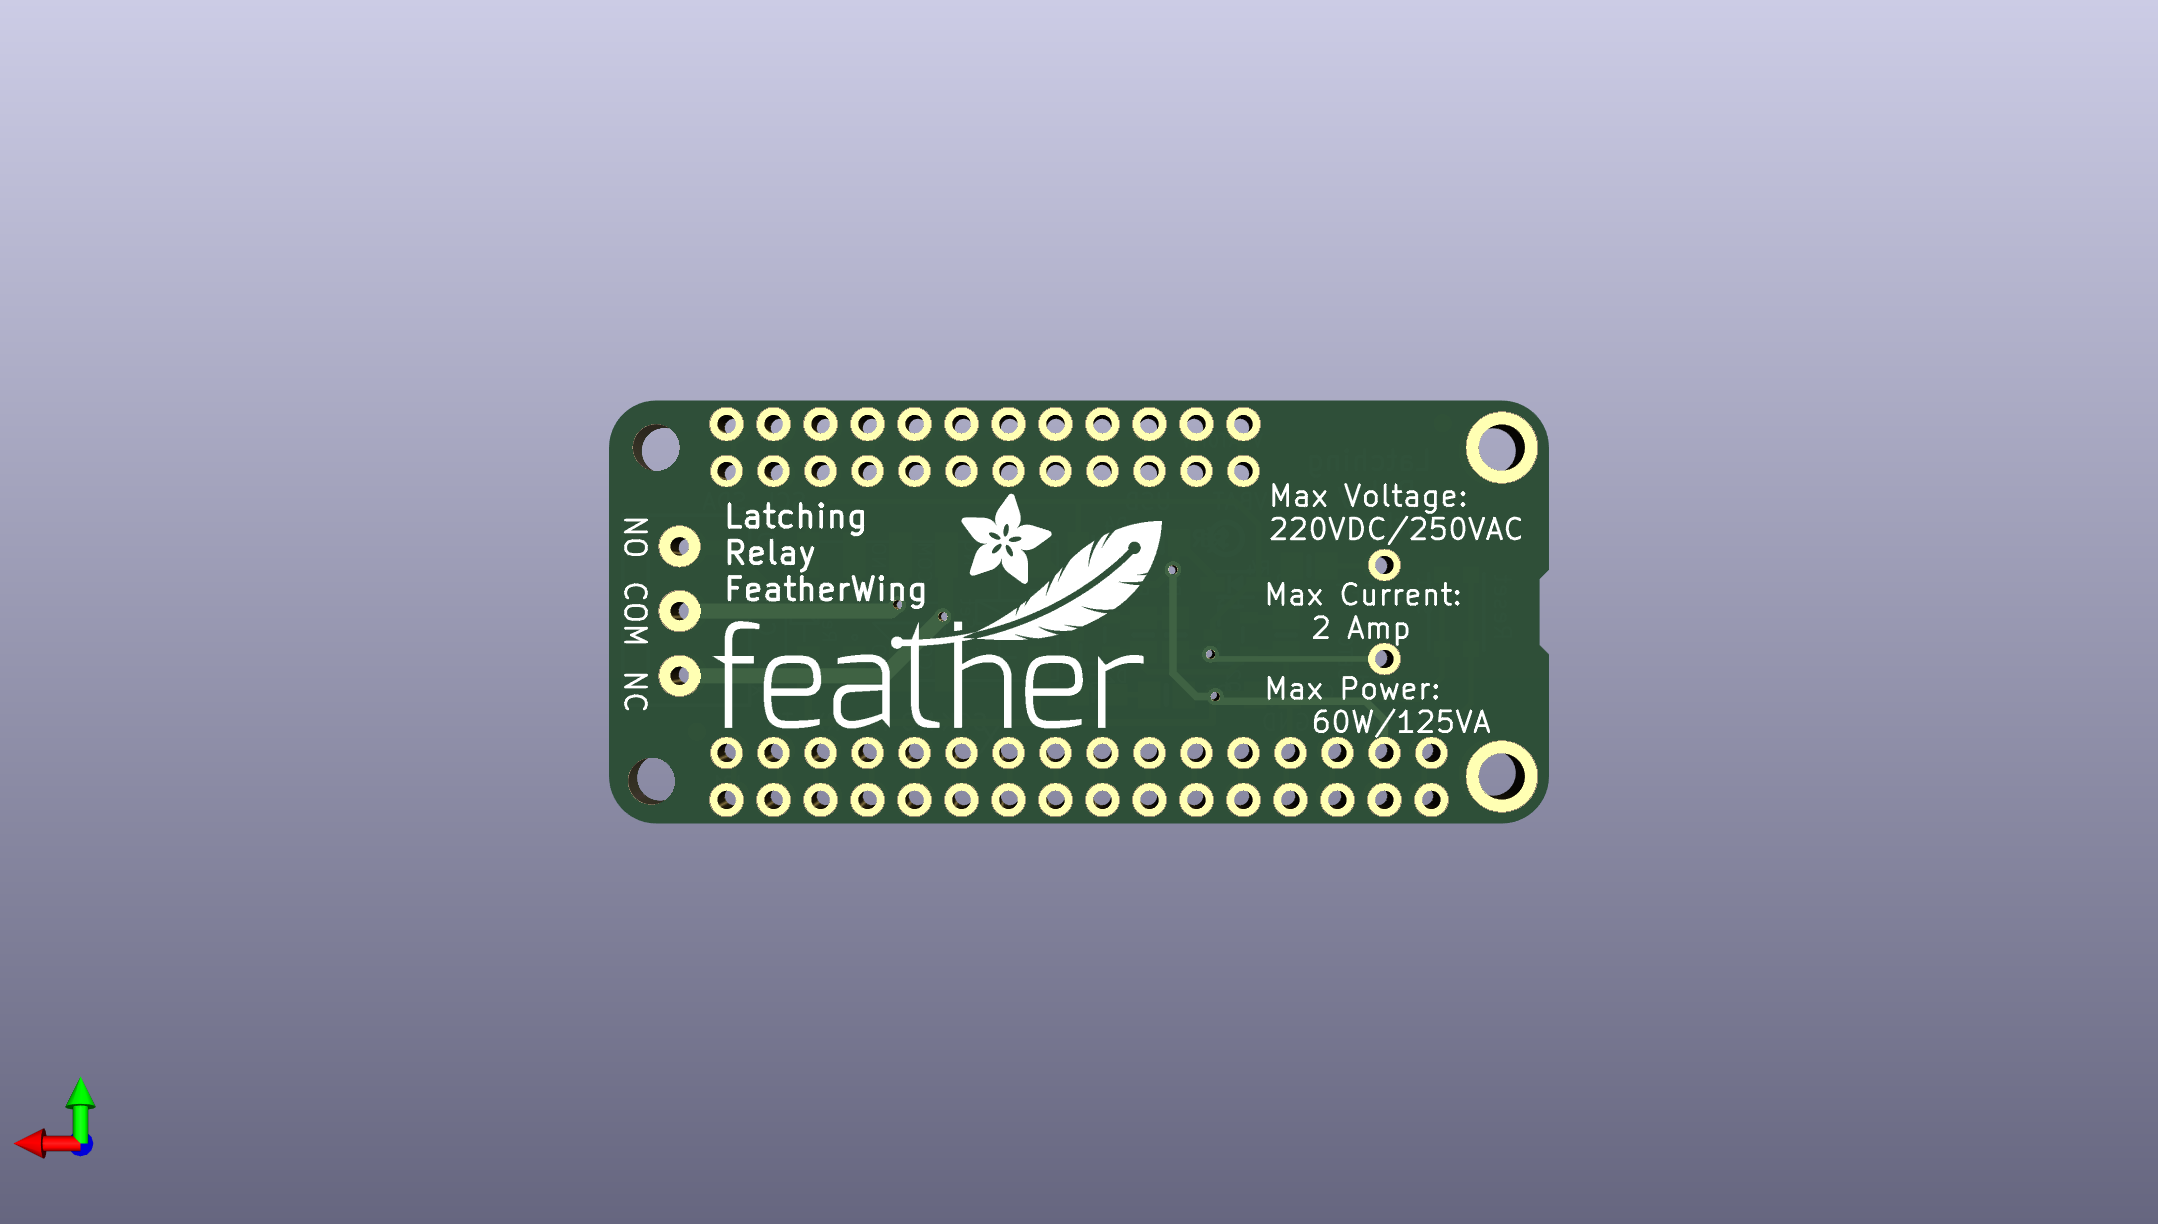 Latching
Relay
FeatherWing
feather
NO COM NC
Max Voltage:
220VDC/250VAC
Max Current:
2 Amp
Max Power:
60W/125VA